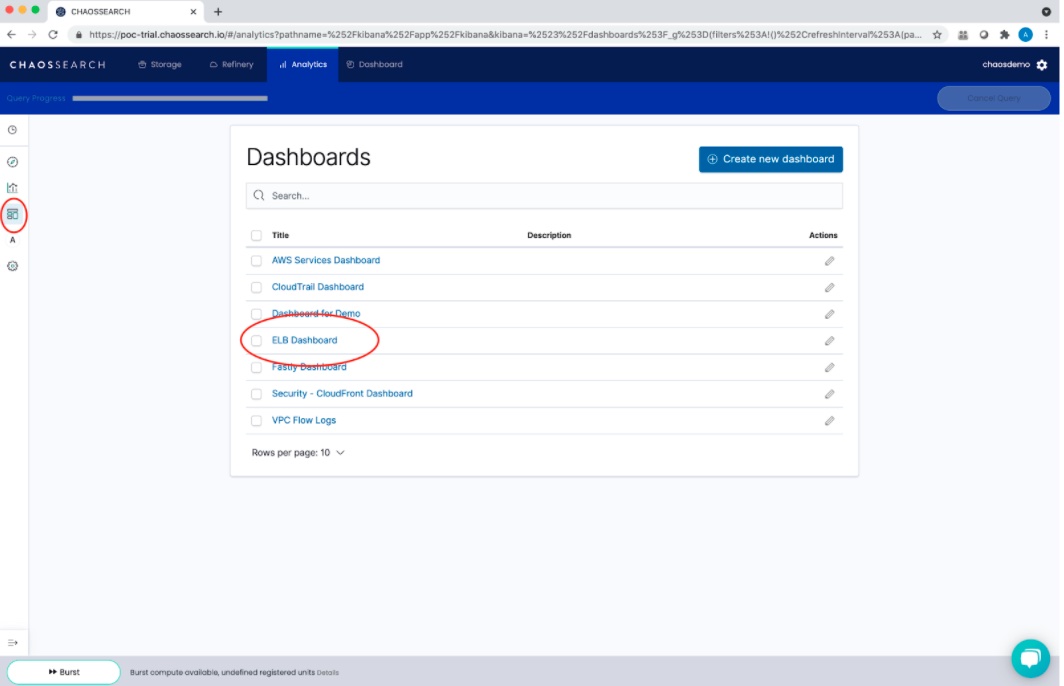 CHAOSSEARCH
https://poc-trial.chaossearch.io/#/analytics?pathname=%252Fkibana%252Fapp%252Fkibana&kibana=%2523%252Fdashboards%253F_g%253D(filters%253A!()%252CrefreshInterval%253A(pa...
A
CHAOSSEARCH Storage Refinery Analytics Dashboard chaosdemo
Query Progress Cancel Query
Dashboards
Create new dashboard
Search...
Title Description Actions
A
AWS Services Dashboard
CloudTrail Dashboard
Dashboard for Demo
ELB Dashboard
Fastly Dashboard
Security - CloudFront Dashboard
VPC Flow Logs
Rows per page: 10
Burst Burst compute available, undefined registered units Details